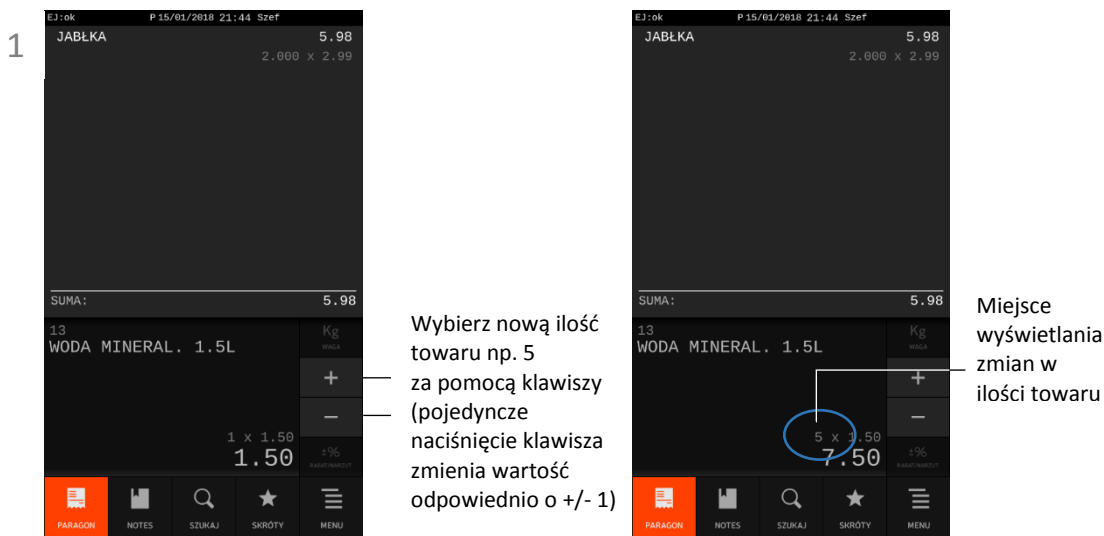 1
EJ:ok P 15/01/2018 21:44 Szef
JABŁKA 5.98
2.000 x 2.99
SUMA: 5.98
13
WODA MINERAL. 1.5L
Kg
WAGA
+
−
1 x 1.50
1.50
±%
RABAT/NARZUT
PARAGON NOTES SZUKAJ SKRÓTY MENU
Wybierz nową ilość
towaru np. 5
za pomocą klawiszy
(pojedyncze
naciśnięcie klawisza
zmienia wartość
odpowiednio o +/- 1)
EJ:ok P 15/01/2018 21:44 Szef
JABŁKA 5.98
2.000 x 2.99
SUMA: 5.98
13
WODA MINERAL. 1.5L
Kg
WAGA
+
−
5 x 1.50
7.50
±%
RABAT/NARZUT
PARAGON NOTES SZUKAJ SKRÓTY MENU
Miejsce
wyświetlania
zmian w
ilości towaru